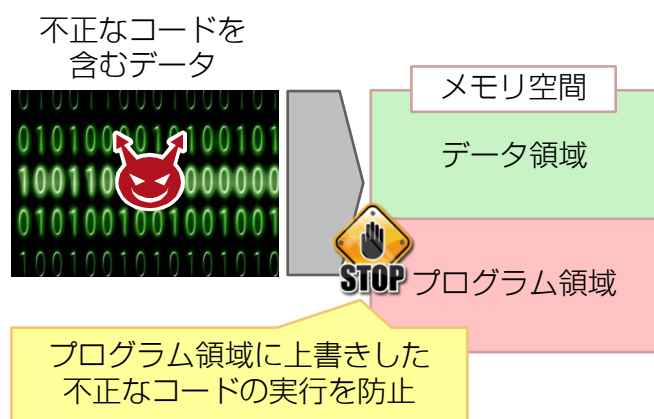 不正なコードを
含むデータ
メモリ空間
データ領域
STOP
プログラム領域
プログラム領域に上書きした
不正なコードの実行を防止